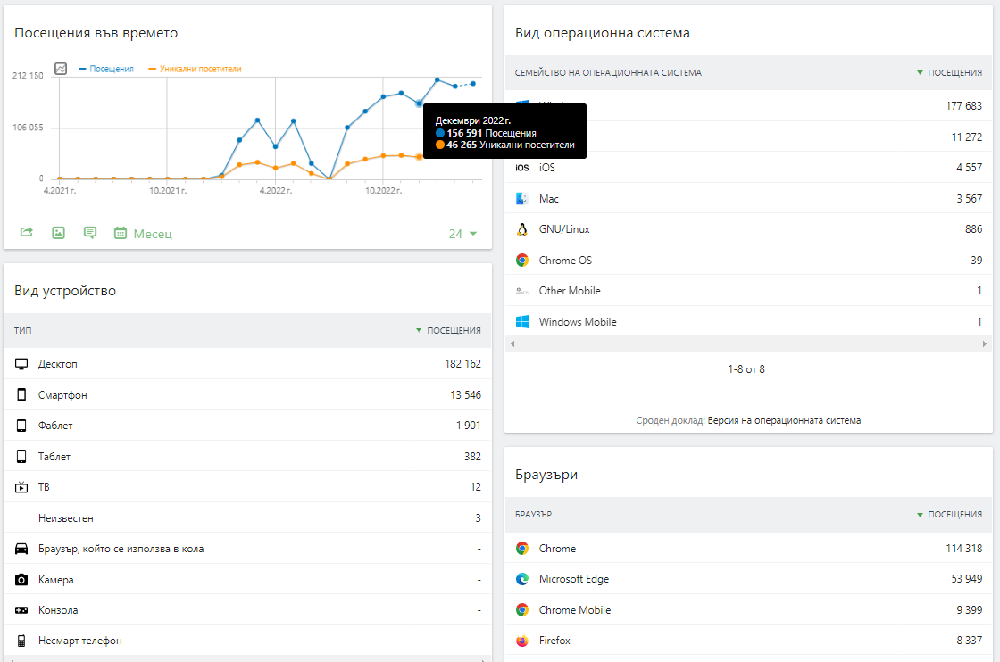 Посещения във времето
Посещения
Уникални посетители
212 150
106 055
0
4.2021 г.
10.2021 г.
4.2022 г.
10.2022 г.
Декември 2022 г.
156 591 Посещения
46 265 Уникални посетители
Месец
24
Вид устройство
ТИП
ПОСЕЩЕНИЯ
Десктоп 182 162
Смартфон 13 546
Фаблет 1 901
Таблет 382
ТВ 12
Неизвестен 3
Браузър, който се използва в кола -
Камера -
Конзола -
Несмарт телефон -
Вид операционна система
СЕМЕЙСТВО НА ОПЕРАЦИОННАТА СИСТЕМА
ПОСЕЩЕНИЯ
177 683
11 272
iOS iOS 4 557
Mac 3 567
GNU/Linux 886
Chrome OS 39
Other Mobile 1
Windows Mobile 1
1-8 от 8
Сроден доклад: Версия на операционната система
Браузъри
БРАУЗЪР
ПОСЕЩЕНИЯ
Chrome 114 318
Microsoft Edge 53 949
Chrome Mobile 9 399
Firefox 8 337